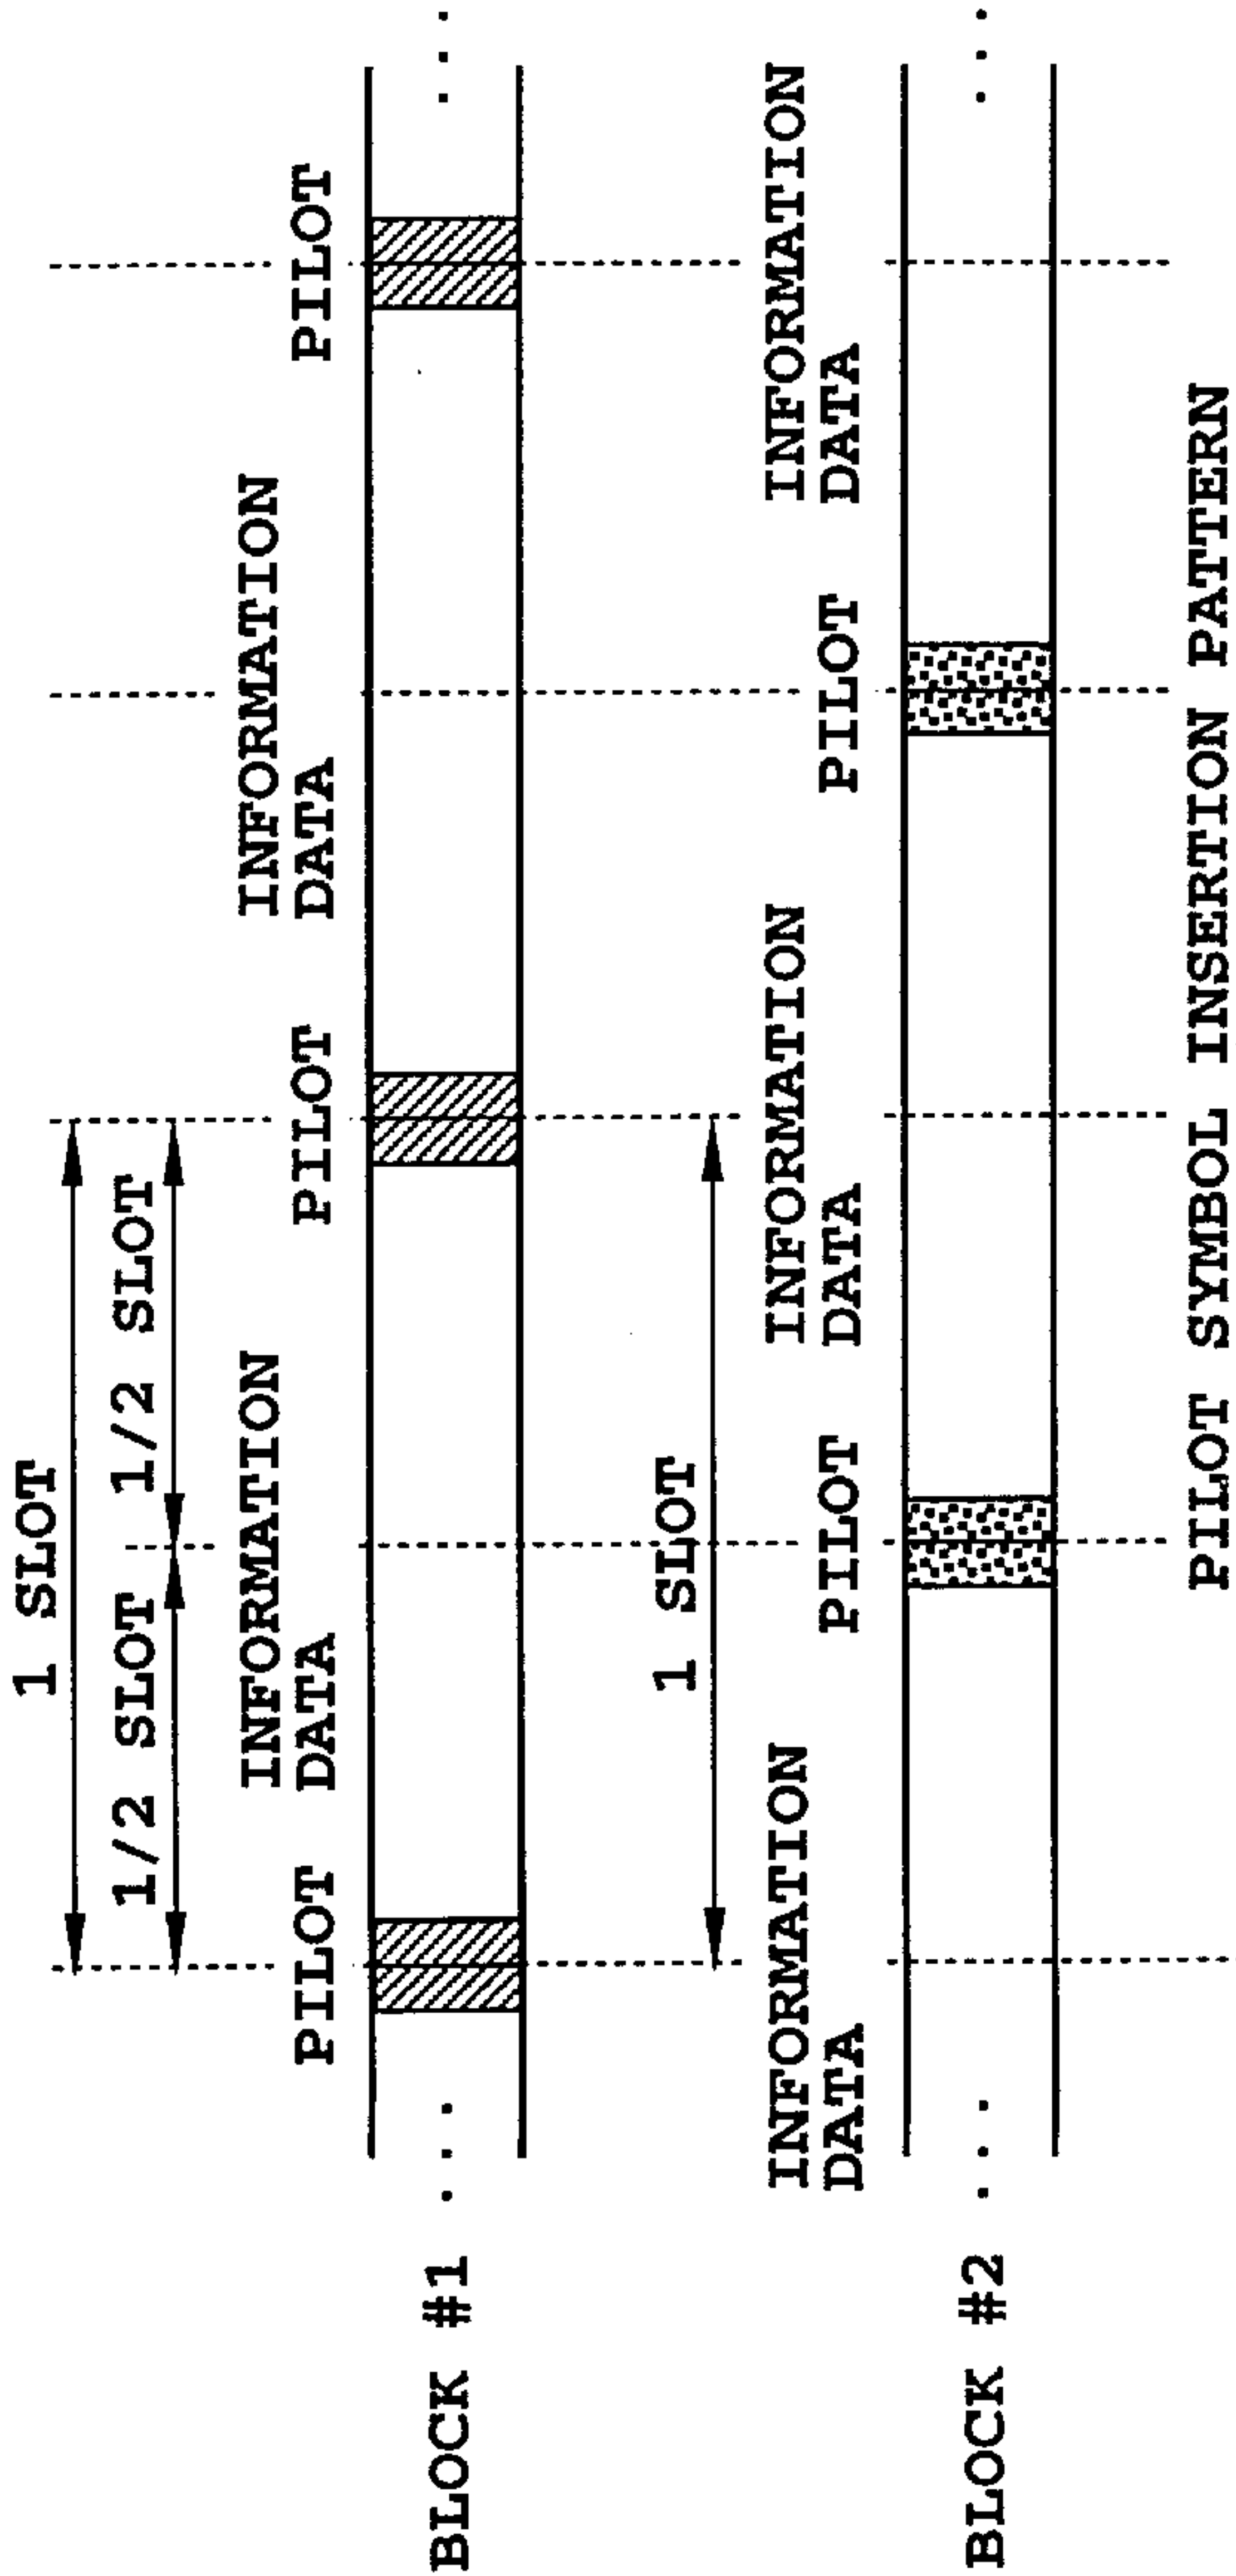 1 SLOT
1/2 SLOT 1/2 SLOT
INFORMATION INFORMATION
PILOT DATA PILOT DATA PILOT
BLOCK #1 ... ...
1 SLOT
INFORMATION INFORMATION INFORMATION
DATA PILOT DATA PILOT DATA
BLOCK #2 ... ...
PILOT SYMBOL INSERTION PATTERN